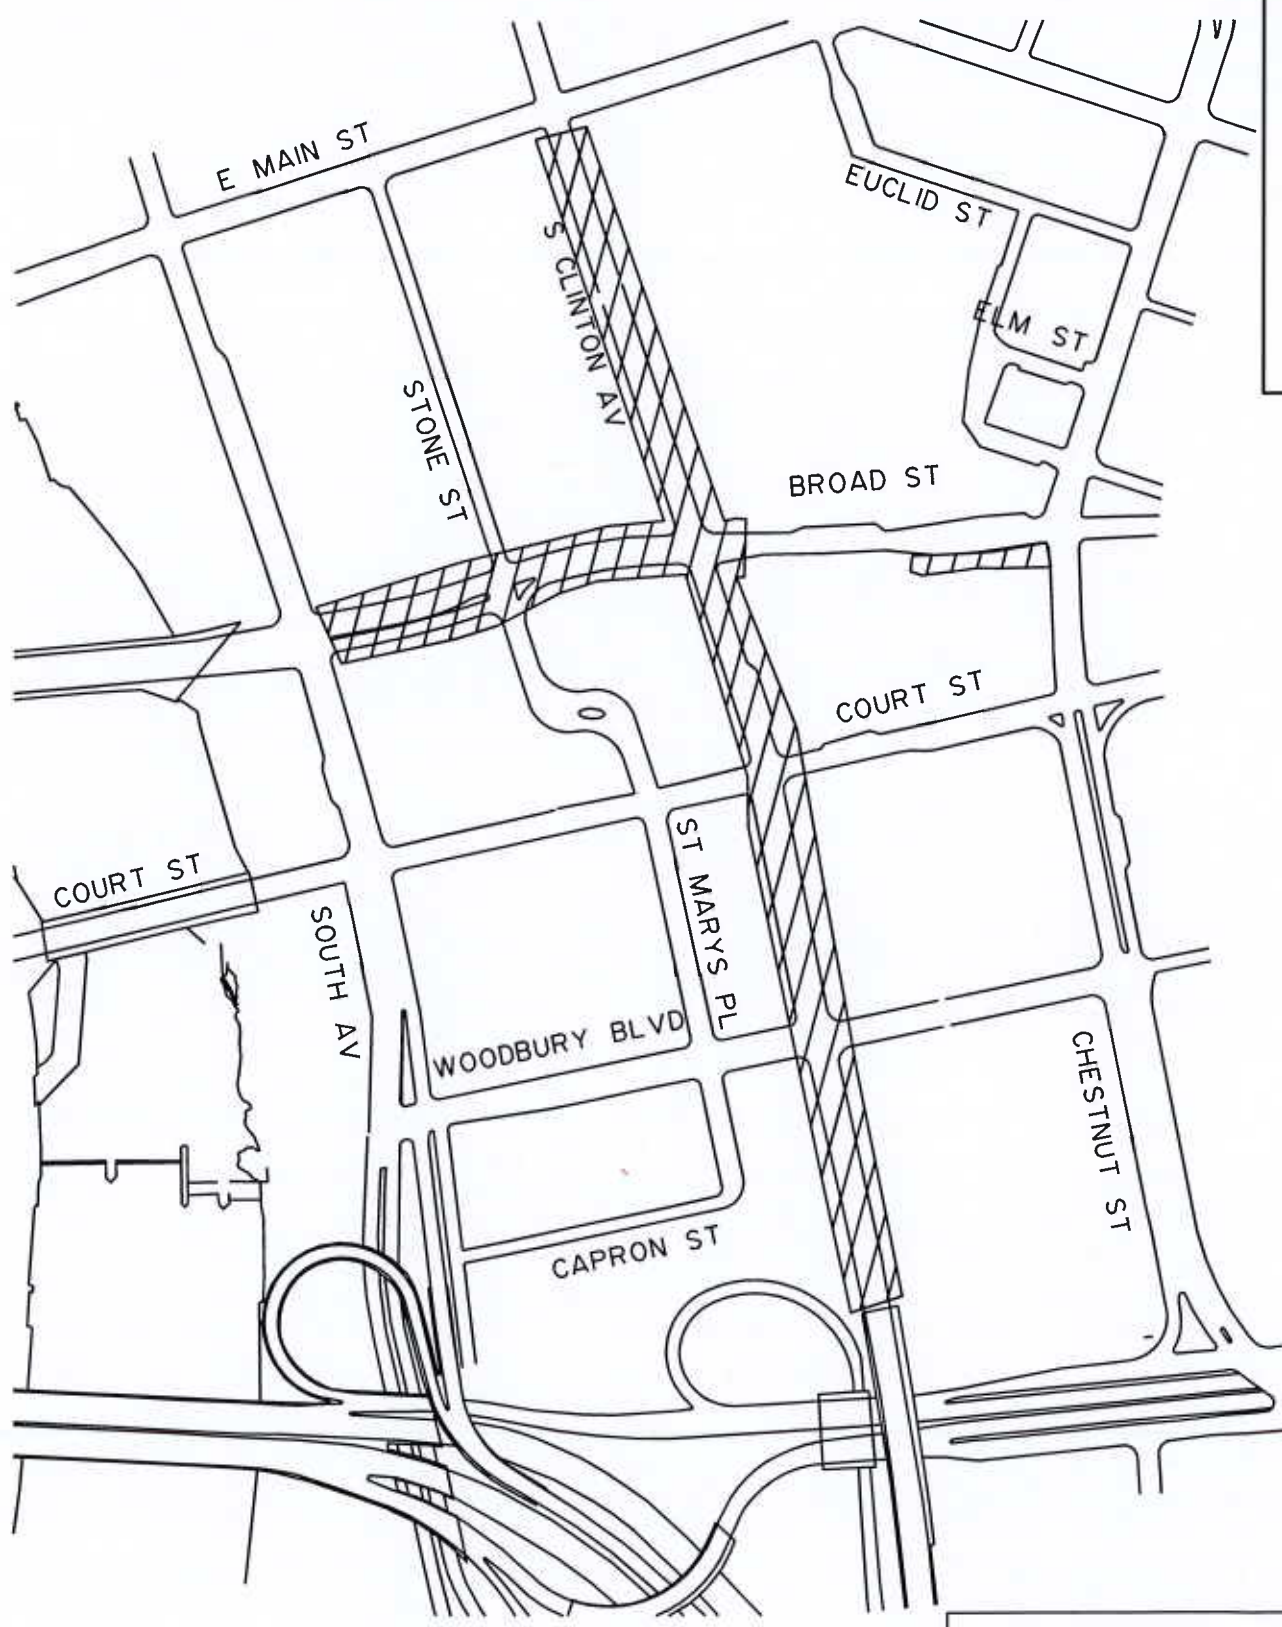 E MAIN ST
EUCLID ST
S CLINTON AV
ELM ST
STONE ST
BROAD ST
COURT ST
COURT ST
ST MARYS PL
SOUTH AV
WOODBURY BLVD
CHESTNUT ST
CAPRON ST